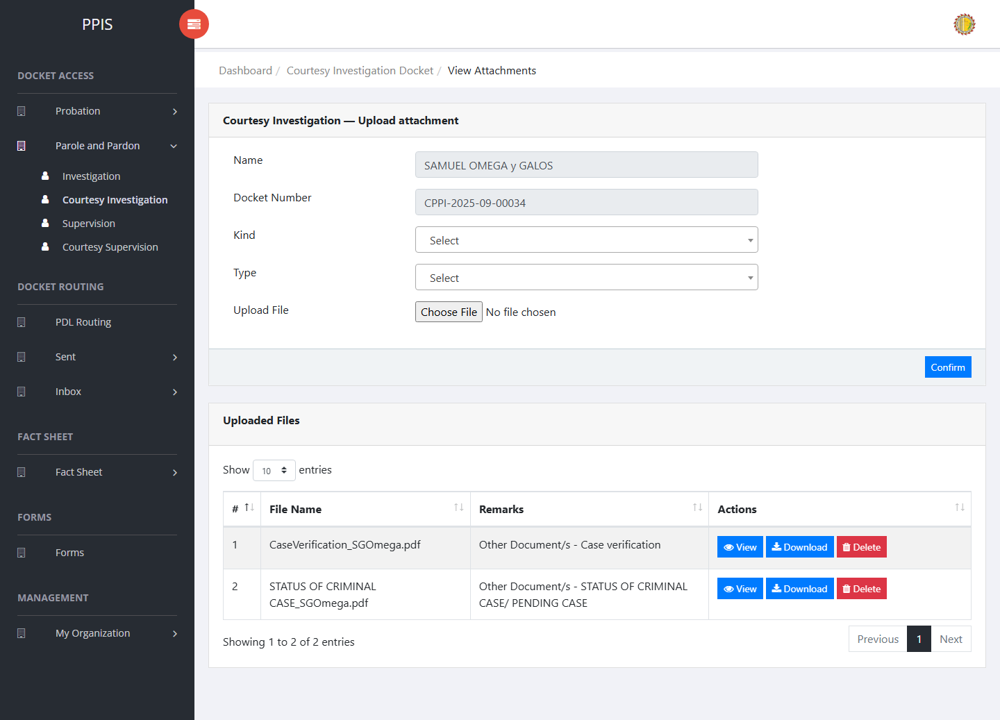 PPIS
DOCKET ACCESS
Probation
Parole and Pardon
Investigation
Courtesy Investigation
Supervision
Courtesy Supervision
DOCKET ROUTING
PDL Routing
Sent
Inbox
FACT SHEET
Fact Sheet
FORMS
Forms
MANAGEMENT
My Organization
Dashboard / Courtesy Investigation Docket / View Attachments
Courtesy Investigation — Upload attachment
Name SAMUEL OMEGA y GALOS
Docket Number CPPI-2025-09-00034
Kind Select
Type Select
Upload File Choose File No file chosen
Confirm
Uploaded Files
Show 10 entries
# File Name Remarks Actions
1 CaseVerification_SGOmega.pdf Other Document/s - Case verification View Download Delete
2 STATUS OF CRIMINAL Other Document/s - STATUS OF CRIMINAL View Download Delete
CASE_SGOmega.pdf CASE/ PENDING CASE
Showing 1 to 2 of 2 entries Previous 1 Next